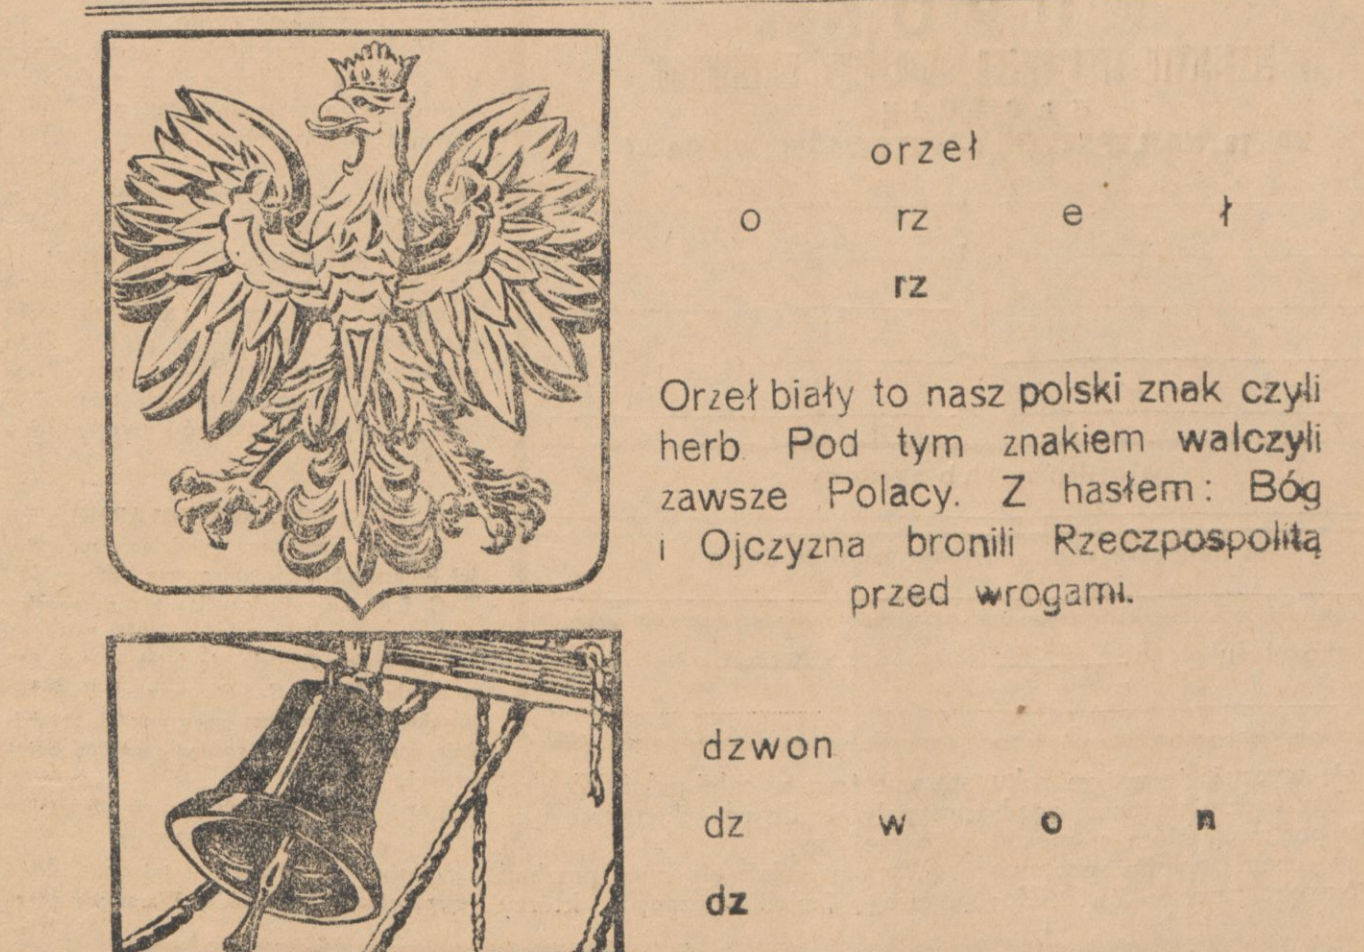 orzeł
o rz e ł
rz
Orzeł biały to nasz polski znak czyli
herb Pod tym znakiem walczyli
zawsze Polacy. Z hasłem: Bóg
i Ojczyzna bronili Rzeczpospolitą
przed wrogami.
dzwon
dz w o n
dz